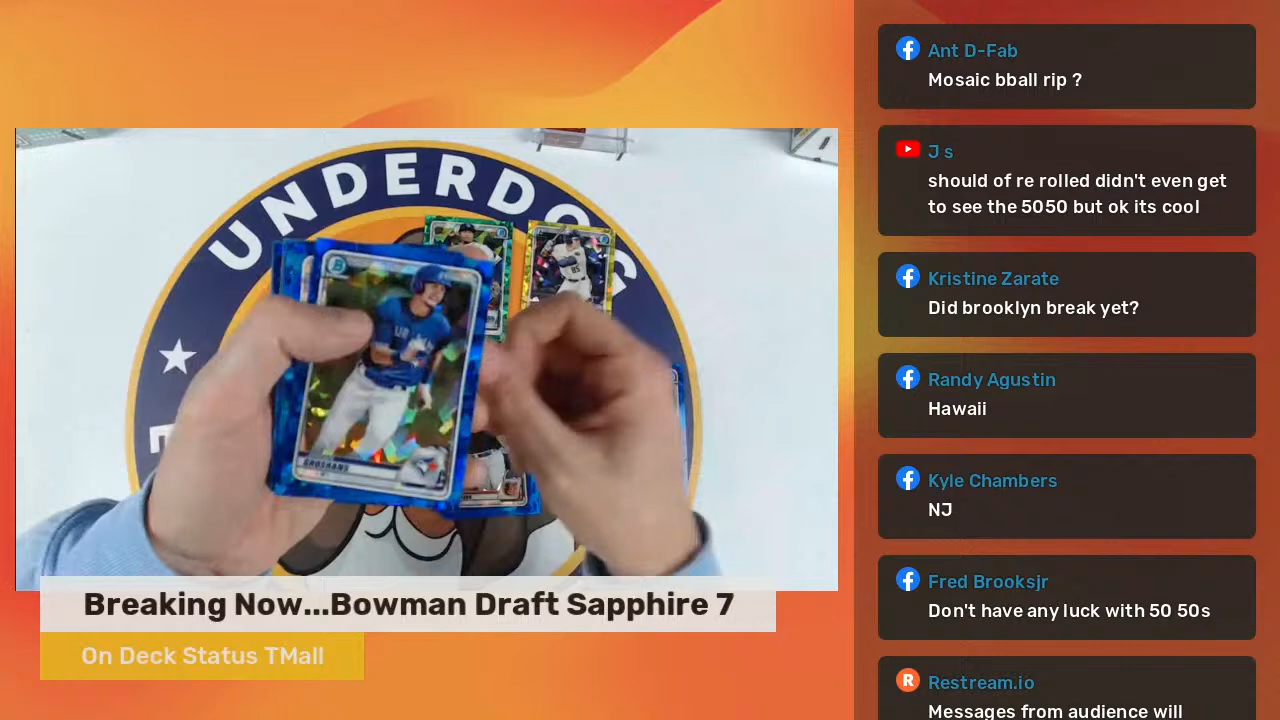 Ant D-Fab
Mosaic bball rip ?
J s
should of re rolled didn't even get
to see the 5050 but ok its cool
Kristine Zarate
Did brooklyn break yet?
Randy Agustin
Hawaii
Kyle Chambers
NJ
Fred Brooksjr
Don't have any luck with 50 50s
Restream.io
Messages from audience will
UNDERDOG
GROSHANS
85
Breaking Now...Bowman Draft Sapphire 7
On Deck Status TMall